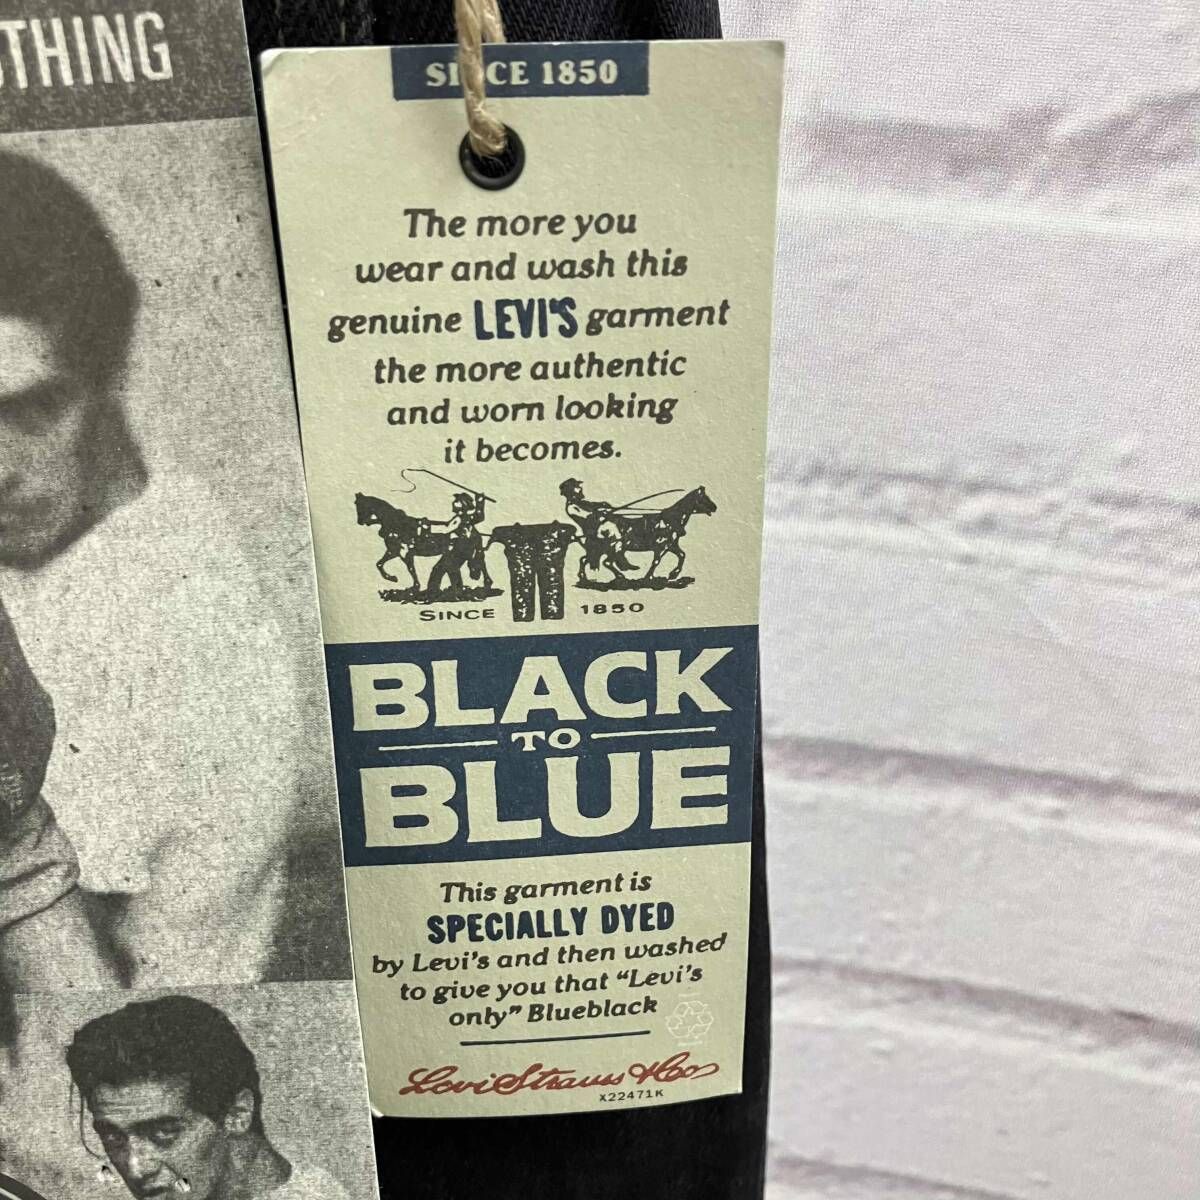 THING
SINCE 1850
The more you
wear and wash this
genuine LEVI'S garment
the more authentic
and worn looking
it becomes.
SINCE 1850
BLACK
TO
BLUE
This garment is
SPECIALLY DYED
by Levi's and then washed
to give you that "Levi's
only" Blueblack
Levi Strauss & Co
X22471K